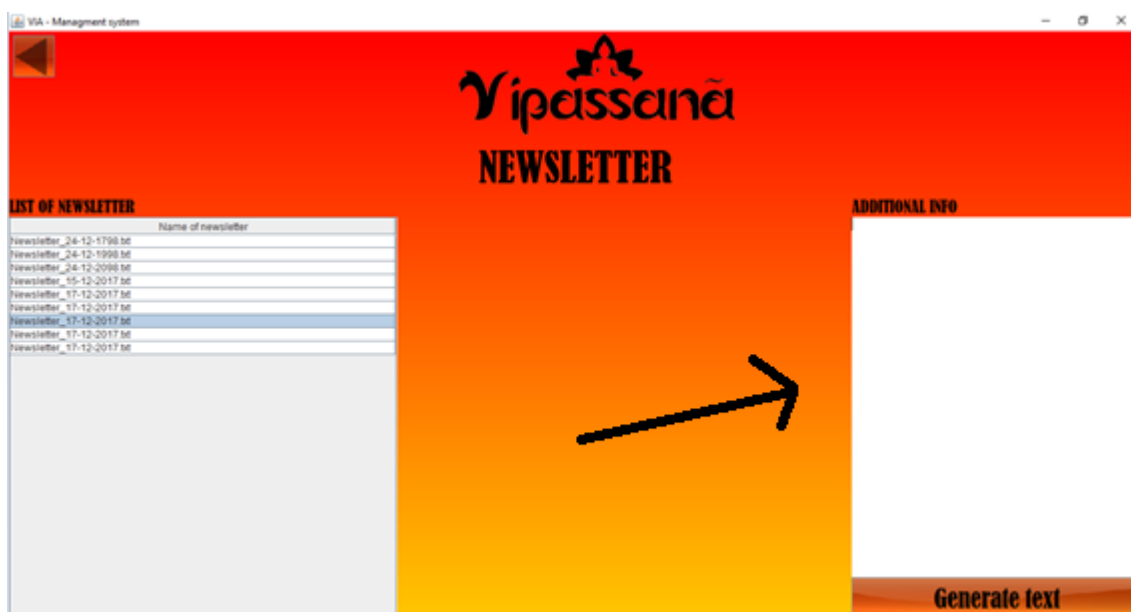 VIA - Managment system
Vipassanã
NEWSLETTER
LIST OF NEWSLETTER
Name of newsletter
Newsletter_24-12-1798.txt
Newsletter_24-12-1998.txt
Newsletter_24-12-2098.txt
Newsletter_15-12-2017.txt
Newsletter_17-12-2017.txt
Newsletter_17-12-2017.txt
Newsletter_17-12-2017.txt
Newsletter_17-12-2017.txt
Newsletter_17-12-2017.txt
ADDITIONAL INFO
Generate text